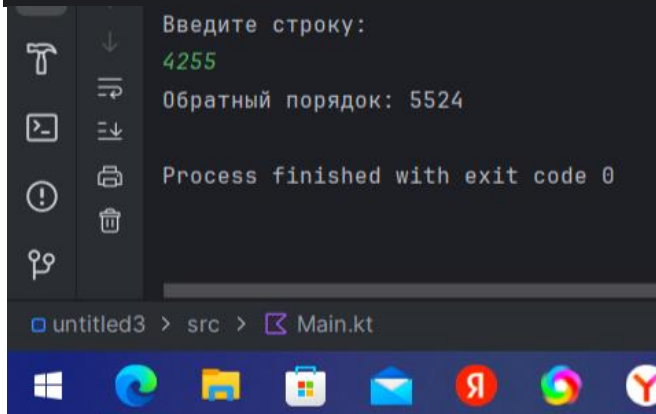 Введите строку:
4255
Обратный порядок: 5524
Process finished with exit code 0
untitled3 > src > Main.kt
Я
Y